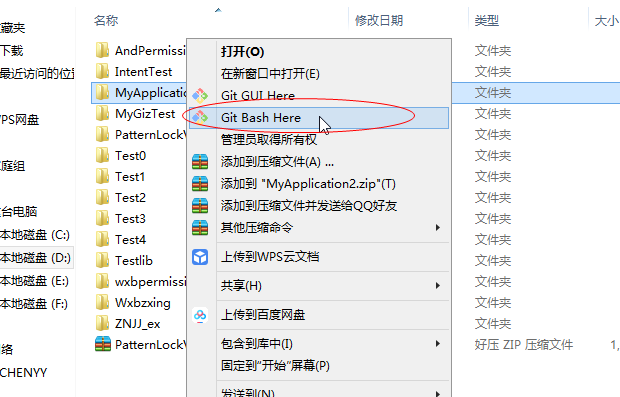 名称
修改日期
类型
大小
藏夹
下载
最近访问的位置
WPS网盘
家庭组
台电脑
本地磁盘 (C:)
本地磁盘 (D:)
本地磁盘 (E:)
本地磁盘 (F:)
网络
CHENYY
AndPermissi
IntentTest
MyApplicatio
MyGizTest
PatternLockV
Test0
Test1
Test2
Test3
Test4
Testlib
wxbpermissi
Wxbzxing
ZNJJ_ex
PatternLockV
打开(O)
在新窗口中打开(E)
Git GUI Here
Git Bash Here
管理员取得所有权
添加到压缩文件(A) ...
添加到 "MyApplication2.zip"(T)
添加到压缩文件并发送给QQ好友
其他压缩命令
上传到WPS云文档
共享(H)
上传到百度网盘
包含到库中(I)
固定到"开始"屏幕(P)
发送到(N)
文件夹
文件夹
文件夹
文件夹
文件夹
文件夹
文件夹
文件夹
文件夹
文件夹
文件夹
文件夹
文件夹
文件夹
好压 ZIP 压缩文件
1,